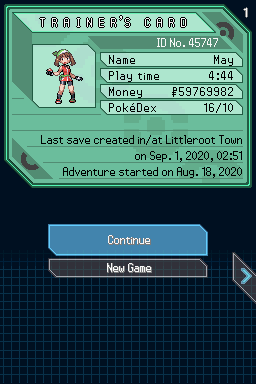 1
TRAINER'S CARD
ID No. 45747
Name May
Play time 4:44
Money ₽59769982
PokéDex 16/10
Last save created in/at Littleroot Town
on Sep. 1, 2020, 02:51
Adventure started on Aug. 18, 2020
Continue
New Game